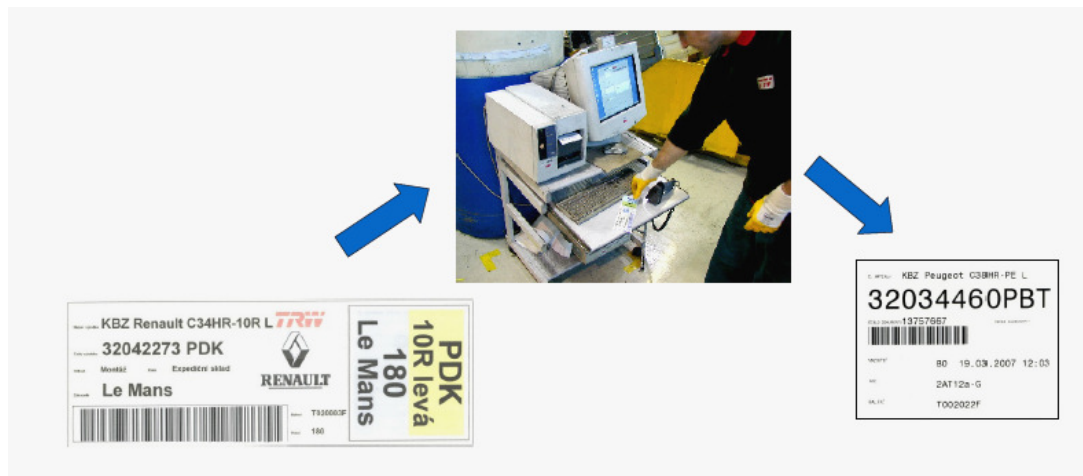 KBZ Renault C34HR-10R L TRW
32042273 PDK
Montáž Expediční sklad
RENAULT
Le Mans
T000003F
180
PDK
10R levá
180
Le Mans
KBZ Peugeot C38HR-PE L
32034460PBT
13757667
80 19.03.2007 12:03
2AT12a-G
T002022F